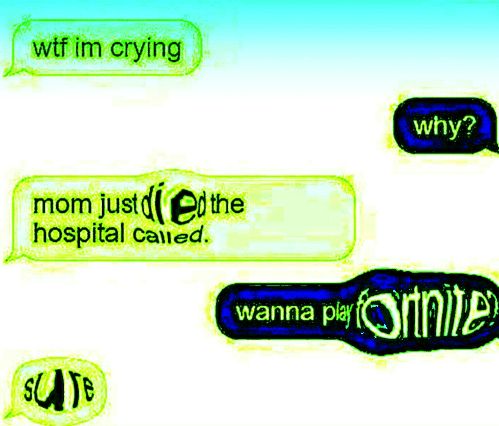 wtf im crying
why?
mom just died the
hospital called.
wanna play fortnite?
sure